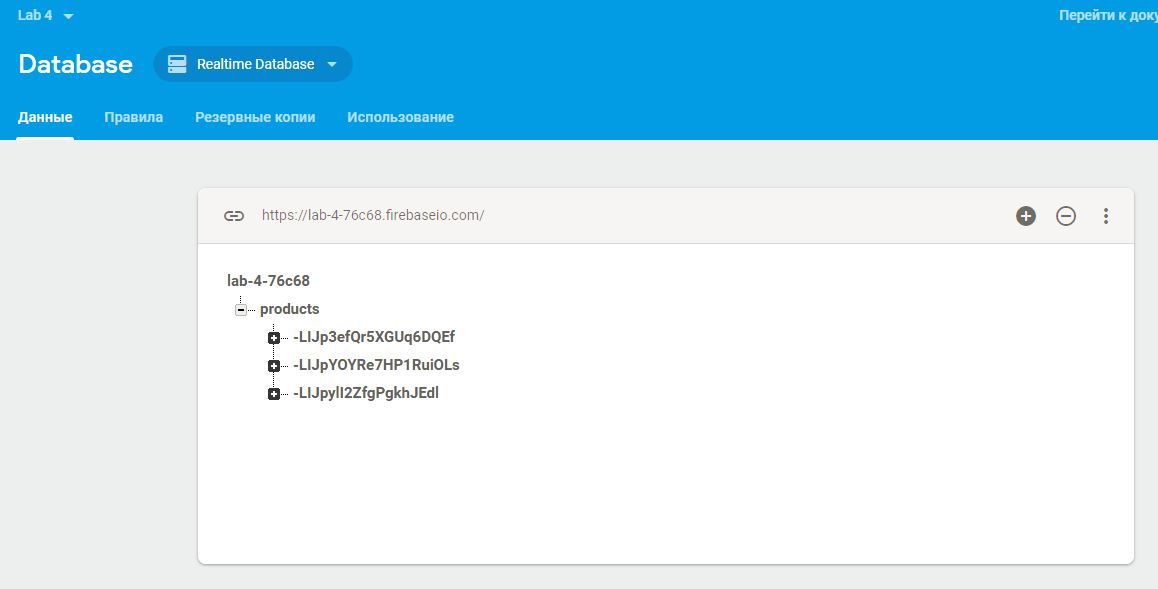 Lab 4
Перейти к доку
Database
Realtime Database
Данные Правила Резервные копии Использование
https://lab-4-76c68.firebaseio.com/
lab-4-76c68
products
-LIJp3efQr5XGUq6DQEf
-LIJpYOYRe7HP1RuiOLs
-LIJpylI2ZfgPgkhJEdl